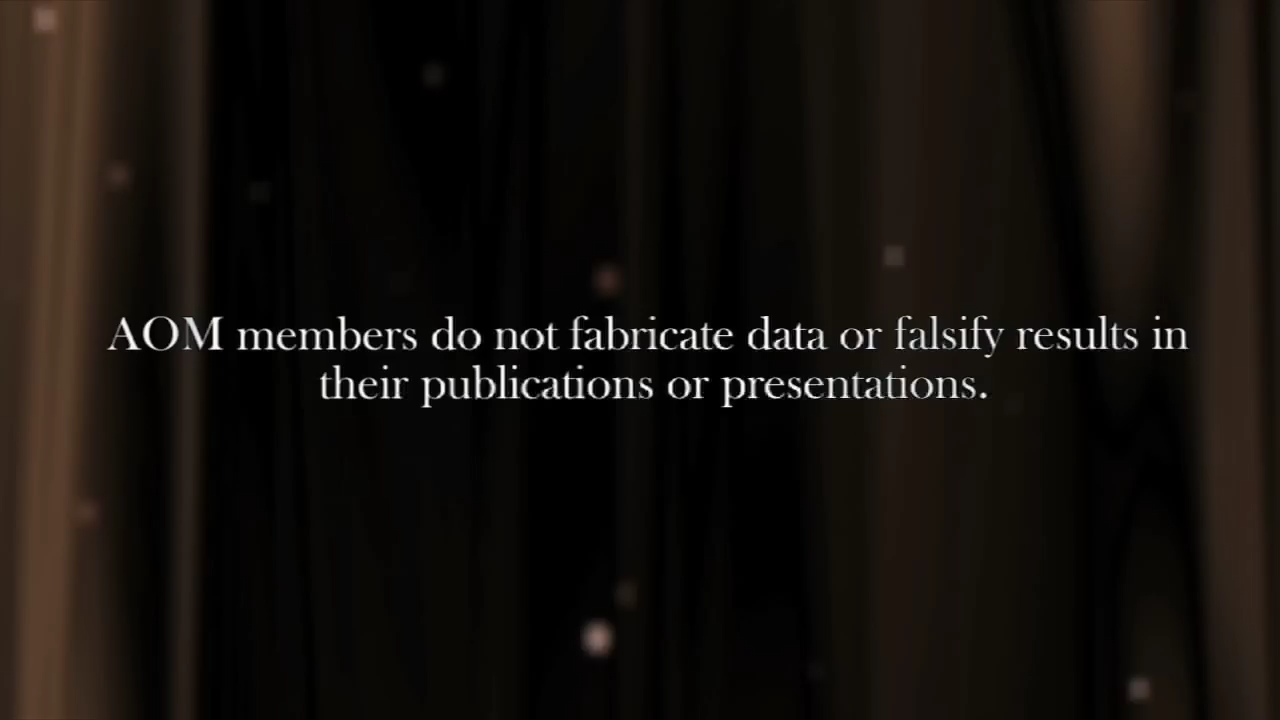 AOM members do not fabricate data or falsify results in
their publications or presentations.